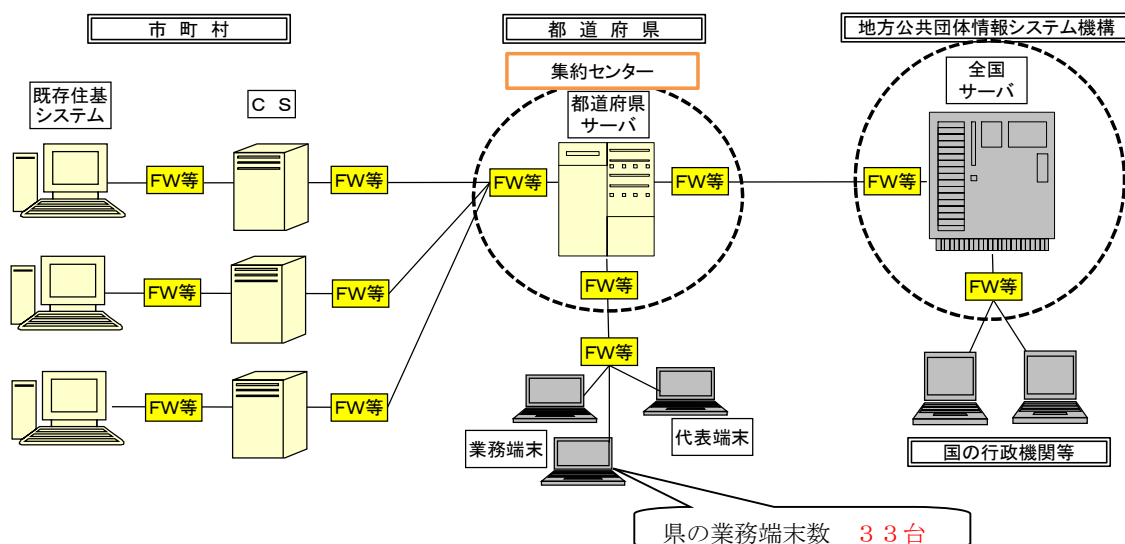 市 町 村
都 道 府 県
地方公共団体情報システム機構
集約センター
既存住基
システム
C S
都道府県
サーバ
全国
サーバ
FW等
FW等
FW等
FW等
FW等
FW等
FW等
FW等
FW等
FW等
FW等
FW等
FW等
業務端末
代表端末
国の行政機関等
県の業務端末数 33台